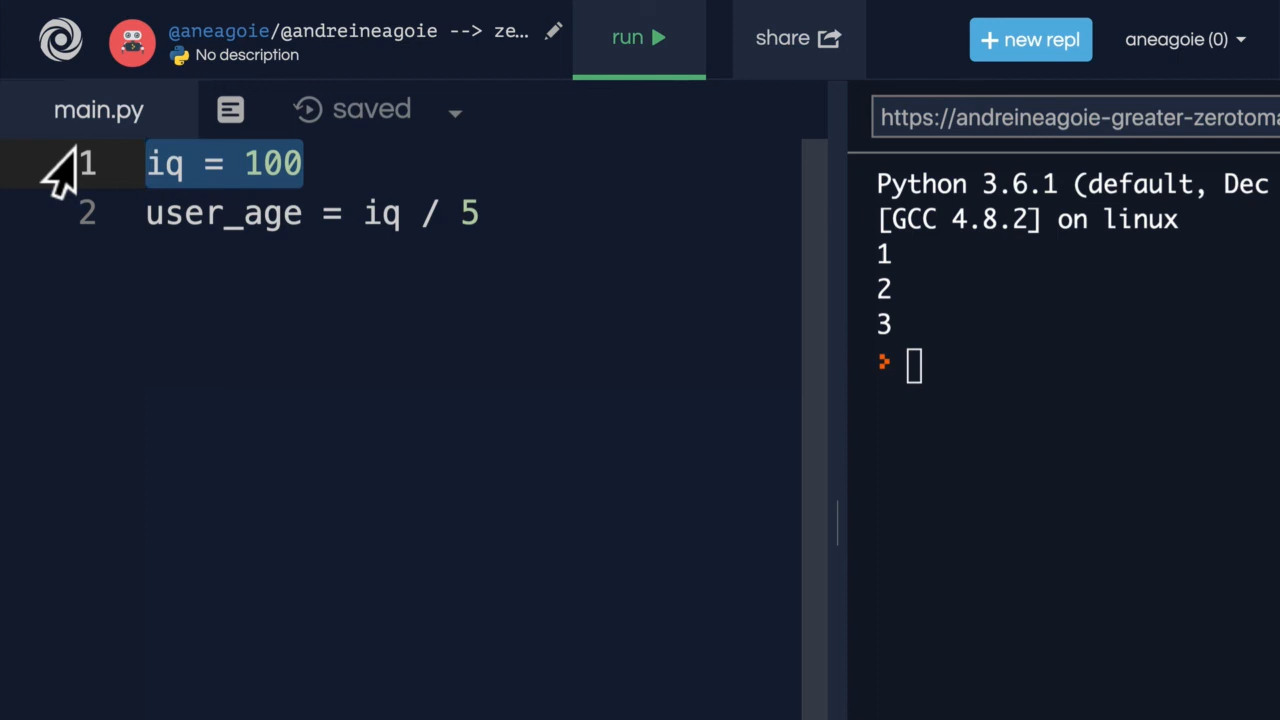 @aneagoie/@andreineagoie --> ze...
No description
run
share
+ new repl
aneagoie (0)
main.py
saved
https://andreineagoie-greater-zerotoma
1 iq = 100
2 user_age = iq / 5
Python 3.6.1 (default, Dec
[GCC 4.8.2] on linux
1
2
3